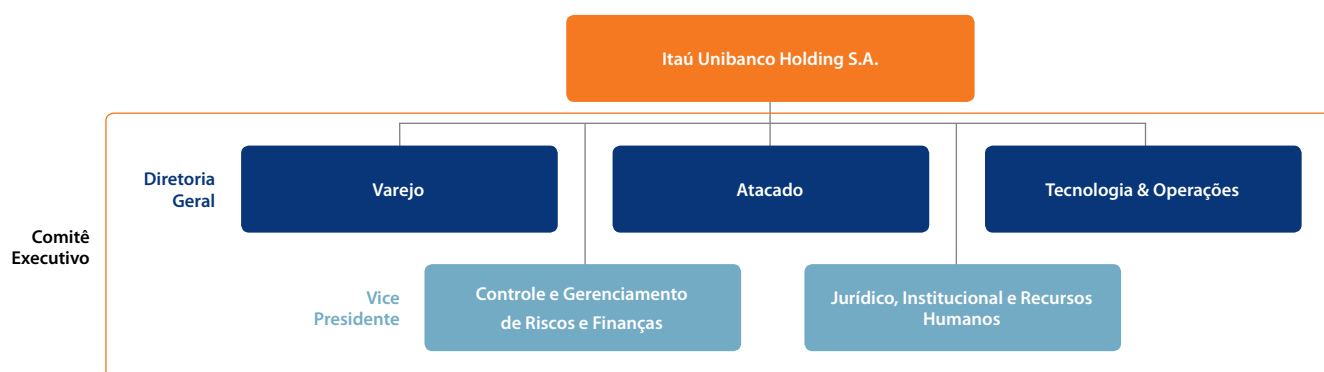 Itaú Unibanco Holding S.A.
Diretoria
Geral
Varejo
Atacado
Tecnologia & Operações
Comitê
Executivo
Vice
Presidente
Controle e Gerenciamento
de Riscos e Finanças
Jurídico, Institucional e Recursos
Humanos